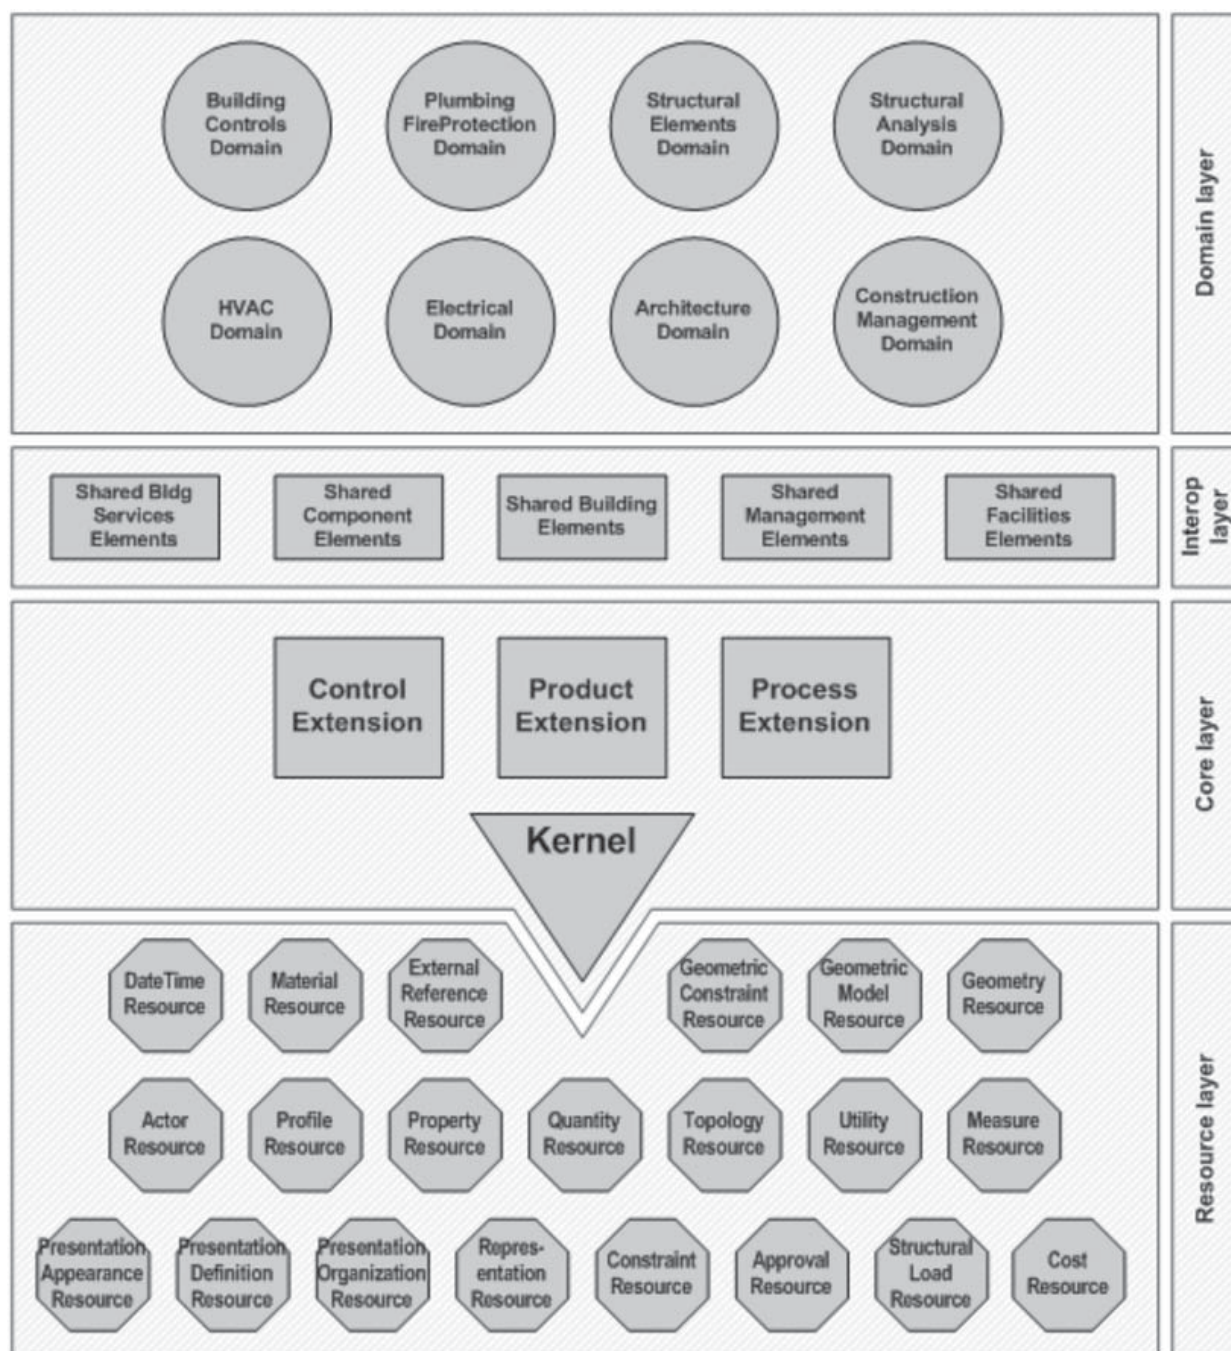 Building
Controls
Domain
Plumbing
FireProtection
Domain
Structural
Elements
Domain
Structural
Analysis
Domain
HVAC
Domain
Electrical
Domain
Architecture
Domain
Construction
Management
Domain
Domain layer
Shared Bldg
Services
Elements
Shared
Component
Elements
Shared Building
Elements
Shared
Management
Elements
Shared
Facilities
Elements
Interop
layer
Control
Extension
Product
Extension
Process
Extension
Kernel
Core layer
DateTime
Resource
Material
Resource
External
Reference
Resource
Geometric
Constraint
Resource
Geometric
Model
Resource
Geometry
Resource
Actor
Resource
Profile
Resource
Property
Resource
Quantity
Resource
Topology
Resource
Utility
Resource
Measure
Resource
Presentation
Appearance
Resource
Presentation
Definition
Resource
Presentation
Organization
Resource
Repres-
entation
Resource
Constraint
Resource
Approval
Resource
Structural
Load
Resource
Cost
Resource
Resource layer